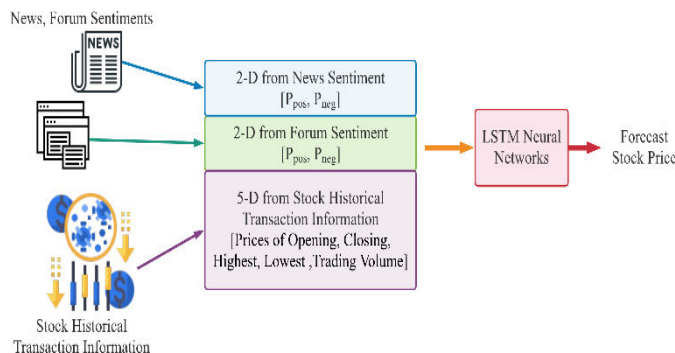 News, Forum Sentiments
NEWS
2-D from News Sentiment
[Ppos, Pneg]
2-D from Forum Sentiment
[Ppos, Pneg]
5-D from Stock Historical
Transaction Information
[Prices of Opening, Closing,
Highest, Lowest ,Trading Volume]
LSTM Neural
Networks
Forecast
Stock Price
$
$
Stock Historical
Transaction Information